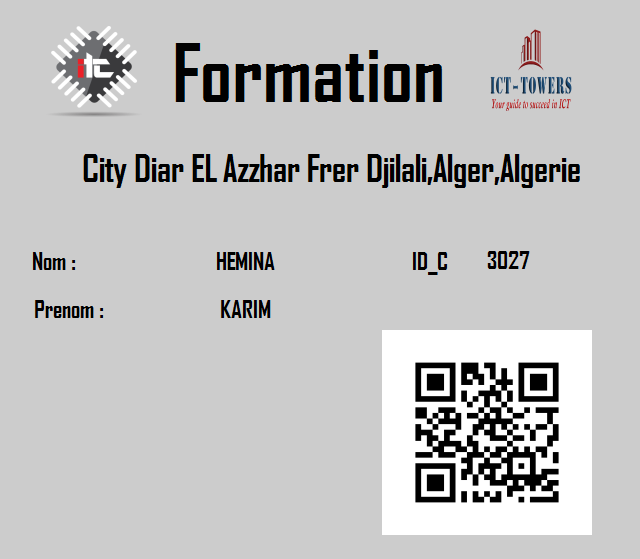 itc
Formation
ICT-TOWERS
Your guide to succeed in ICT
City Diar EL Azzhar Frer Djilali,Alger,Algerie
Nom : HEMINA ID_C 3027
Prenom : KARIM